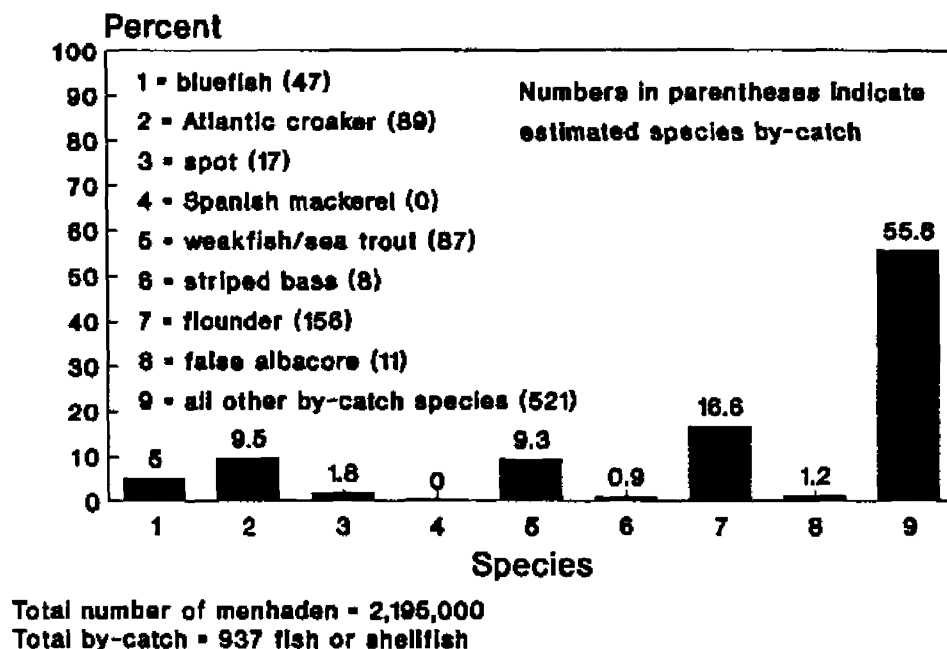 Percent
100
90
80
70
60
50
40
30
20
10
0
1 = bluefish (47)
2 = Atlantic croaker (89)
3 = spot (17)
4 = Spanish mackerel (0)
5 = weakfish/sea trout (87)
6 = striped bass (8)
7 = flounder (156)
8 = false albacore (11)
9 = all other by-catch species (521)
Numbers in parentheses indicate
estimated species by-catch
5 9.5 1.8 0 9.3 0.9 16.6 1.2 55.6
1 2 3 4 5 6 7 8 9
Species
Total number of menhaden = 2,195,000
Total by-catch = 937 fish or shellfish